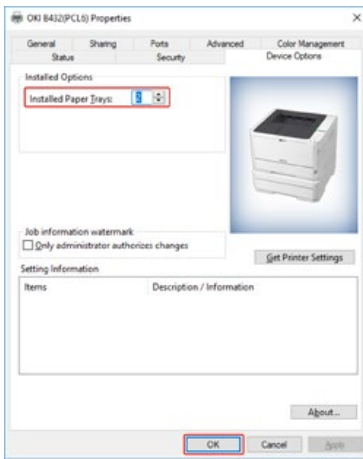 OKI B432(PCL6) Properties
General Sharing Ports Advanced Color Management
Status Security Device Options
Installed Options
Installed Paper Trays: 2
Job information watermark
Only administrator authorizes changes
Get Printer Settings
Setting Information
Items Description / Information
About...
OK Cancel Apply